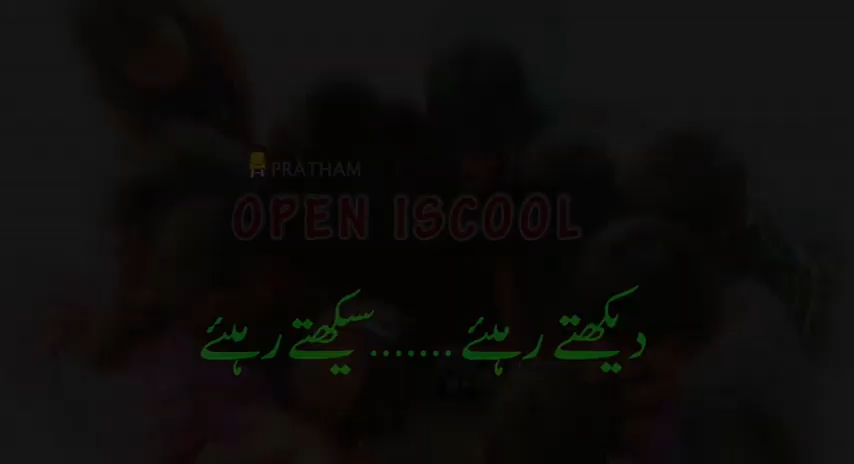 PRATHAM
OPEN ISCOOL
دیکھتے رہئے ....... سیکھتے رہئے